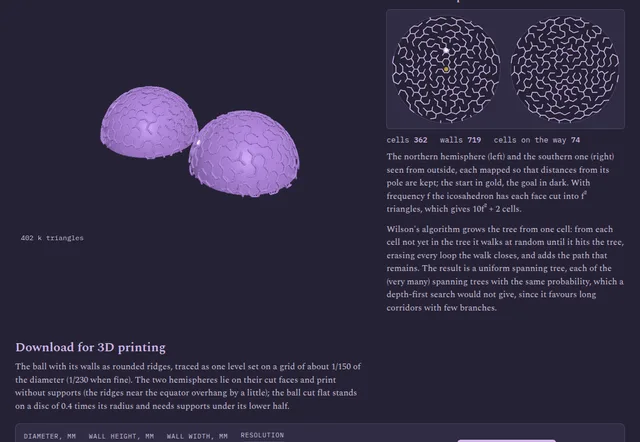 cells 362 walls 719 cells on the way 74
The northern hemisphere (left) and the southern one (right)
seen from outside, each mapped so that distances from its
pole are kept; the start in gold, the goal in dark. With
frequency f the icosahedron has each face cut into f²
triangles, which gives 10f² + 2 cells.
Wilson's algorithm grows the tree from one cell: from each
cell not yet in the tree it walks at random until it hits the tree,
erasing every loop the walk closes, and adds the path that
remains. The result is a uniform spanning tree, each of the
(very many) spanning trees with the same probability, which a
depth-first search would not give, since it favours long
corridors with few branches.
482 k triangles
Download for 3D printing
The ball with its walls as rounded ridges, traced as one level set on a grid of about 1/150 of
the diameter (1/230 when fine). The two hemispheres lie on their cut faces and print
without supports (the ridges near the equator overhang by a little); the ball cut flat stands
on a disc of 0.4 times its radius and needs supports under its lower half.
DIAMETER, MM WALL HEIGHT, MM WALL WIDTH, MM RESOLUTION